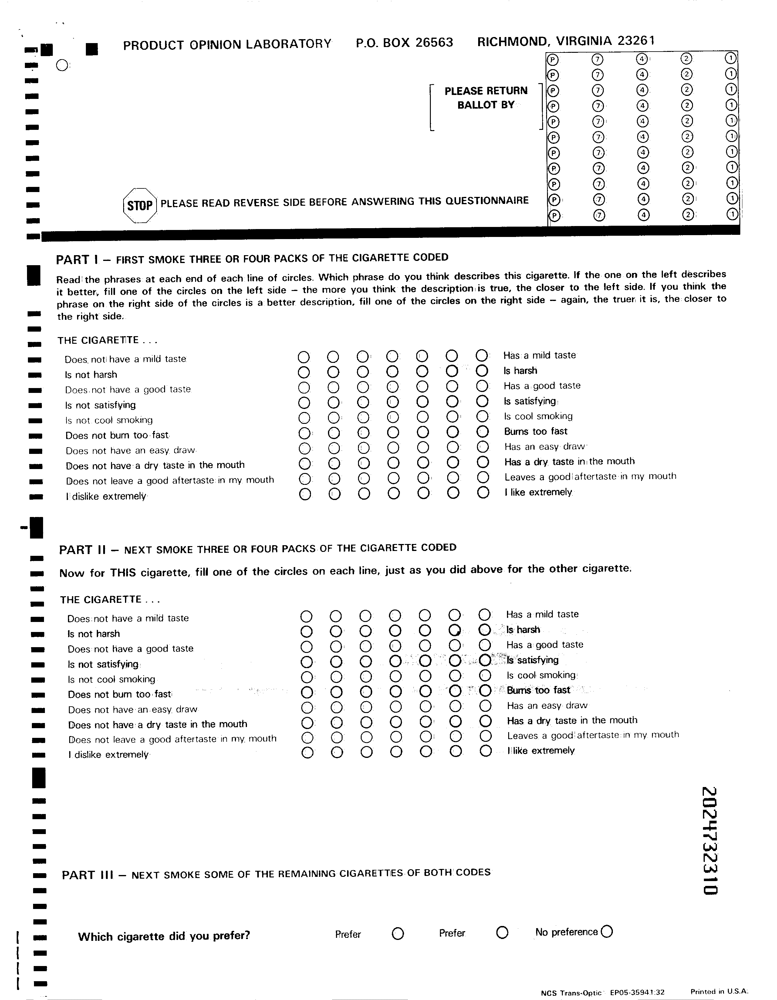 PRODUCT OPINION LABORATORY P.O. BOX 26563 RICHMOND, VIRGINIA 23261
P 7 4 2 1
P 7 4 2 1
P 7 4 2 1
PLEASE RETURN P 7 4 2 1
BALLOT BY P 7 4 2 1
P 7 4 2 1
P 7 4 2 1
P 7 4 2 1
P 7 4 2 1
STOP PLEASE READ REVERSE SIDE BEFORE ANSWERING THIS QUESTIONNAIRE P 7 4 2 1
P 7 4 2 1
PART I – FIRST SMOKE THREE OR FOUR PACKS OF THE CIGARETTE CODED
Read the phrases at each end of each line of circles. Which phrase do you think describes this cigarette. If the one on the left describes
it better, fill one of the circles on the left side – the more you think the description is true, the closer to the left side. If you think the
phrase on the right side of the circles is a better description, fill one of the circles on the right side – again, the truer it is, the closer to
the right side.
THE CIGARETTE . . .
Does not have a mild taste Has a mild taste
Is not harsh Is harsh
Does not have a good taste Has a good taste
Is not satisfying Is satisfying
Is not cool smoking Is cool smoking
Does not burn too fast Burns too fast
Does not have an easy draw Has an easy draw
Does not have a dry taste in the mouth Has a dry taste in the mouth
Does not leave a good aftertaste in my mouth Leaves a good aftertaste in my mouth
I dislike extremely I like extremely
PART II – NEXT SMOKE THREE OR FOUR PACKS OF THE CIGARETTE CODED
Now for THIS cigarette, fill one of the circles on each line, just as you did above for the other cigarette.
THE CIGARETTE . . .
Does not have a mild taste Has a mild taste
Is not harsh Is harsh
Does not have a good taste Has a good taste
Is not satisfying Is satisfying
Is not cool smoking Is cool smoking
Does not burn too fast Burns too fast
Does not have an easy draw Has an easy draw
Does not have a dry taste in the mouth Has a dry taste in the mouth
Does not leave a good aftertaste in my mouth Leaves a good aftertaste in my mouth
I dislike extremely I like extremely
2024732310
PART III – NEXT SMOKE SOME OF THE REMAINING CIGARETTES OF BOTH CODES
Which cigarette did you prefer? Prefer Prefer No preference
NCS Trans-Optic EP05-35941:32 Printed in U.S.A.